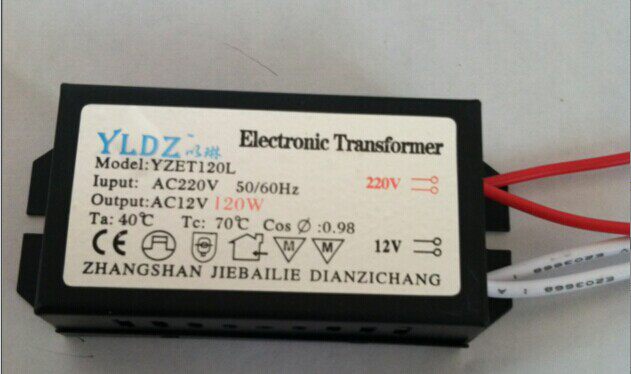 YLDZ
Electronic Transformer
Model:YZET120L
Iuput: AC220V 50/60Hz
Output:AC12V 120W
Ta: 40℃ Tc: 70℃ Cos Ø :0.98
220V
12V
CE
M M
ZHANGSHAN JIEBAILIE DIANZICHANG
E203669